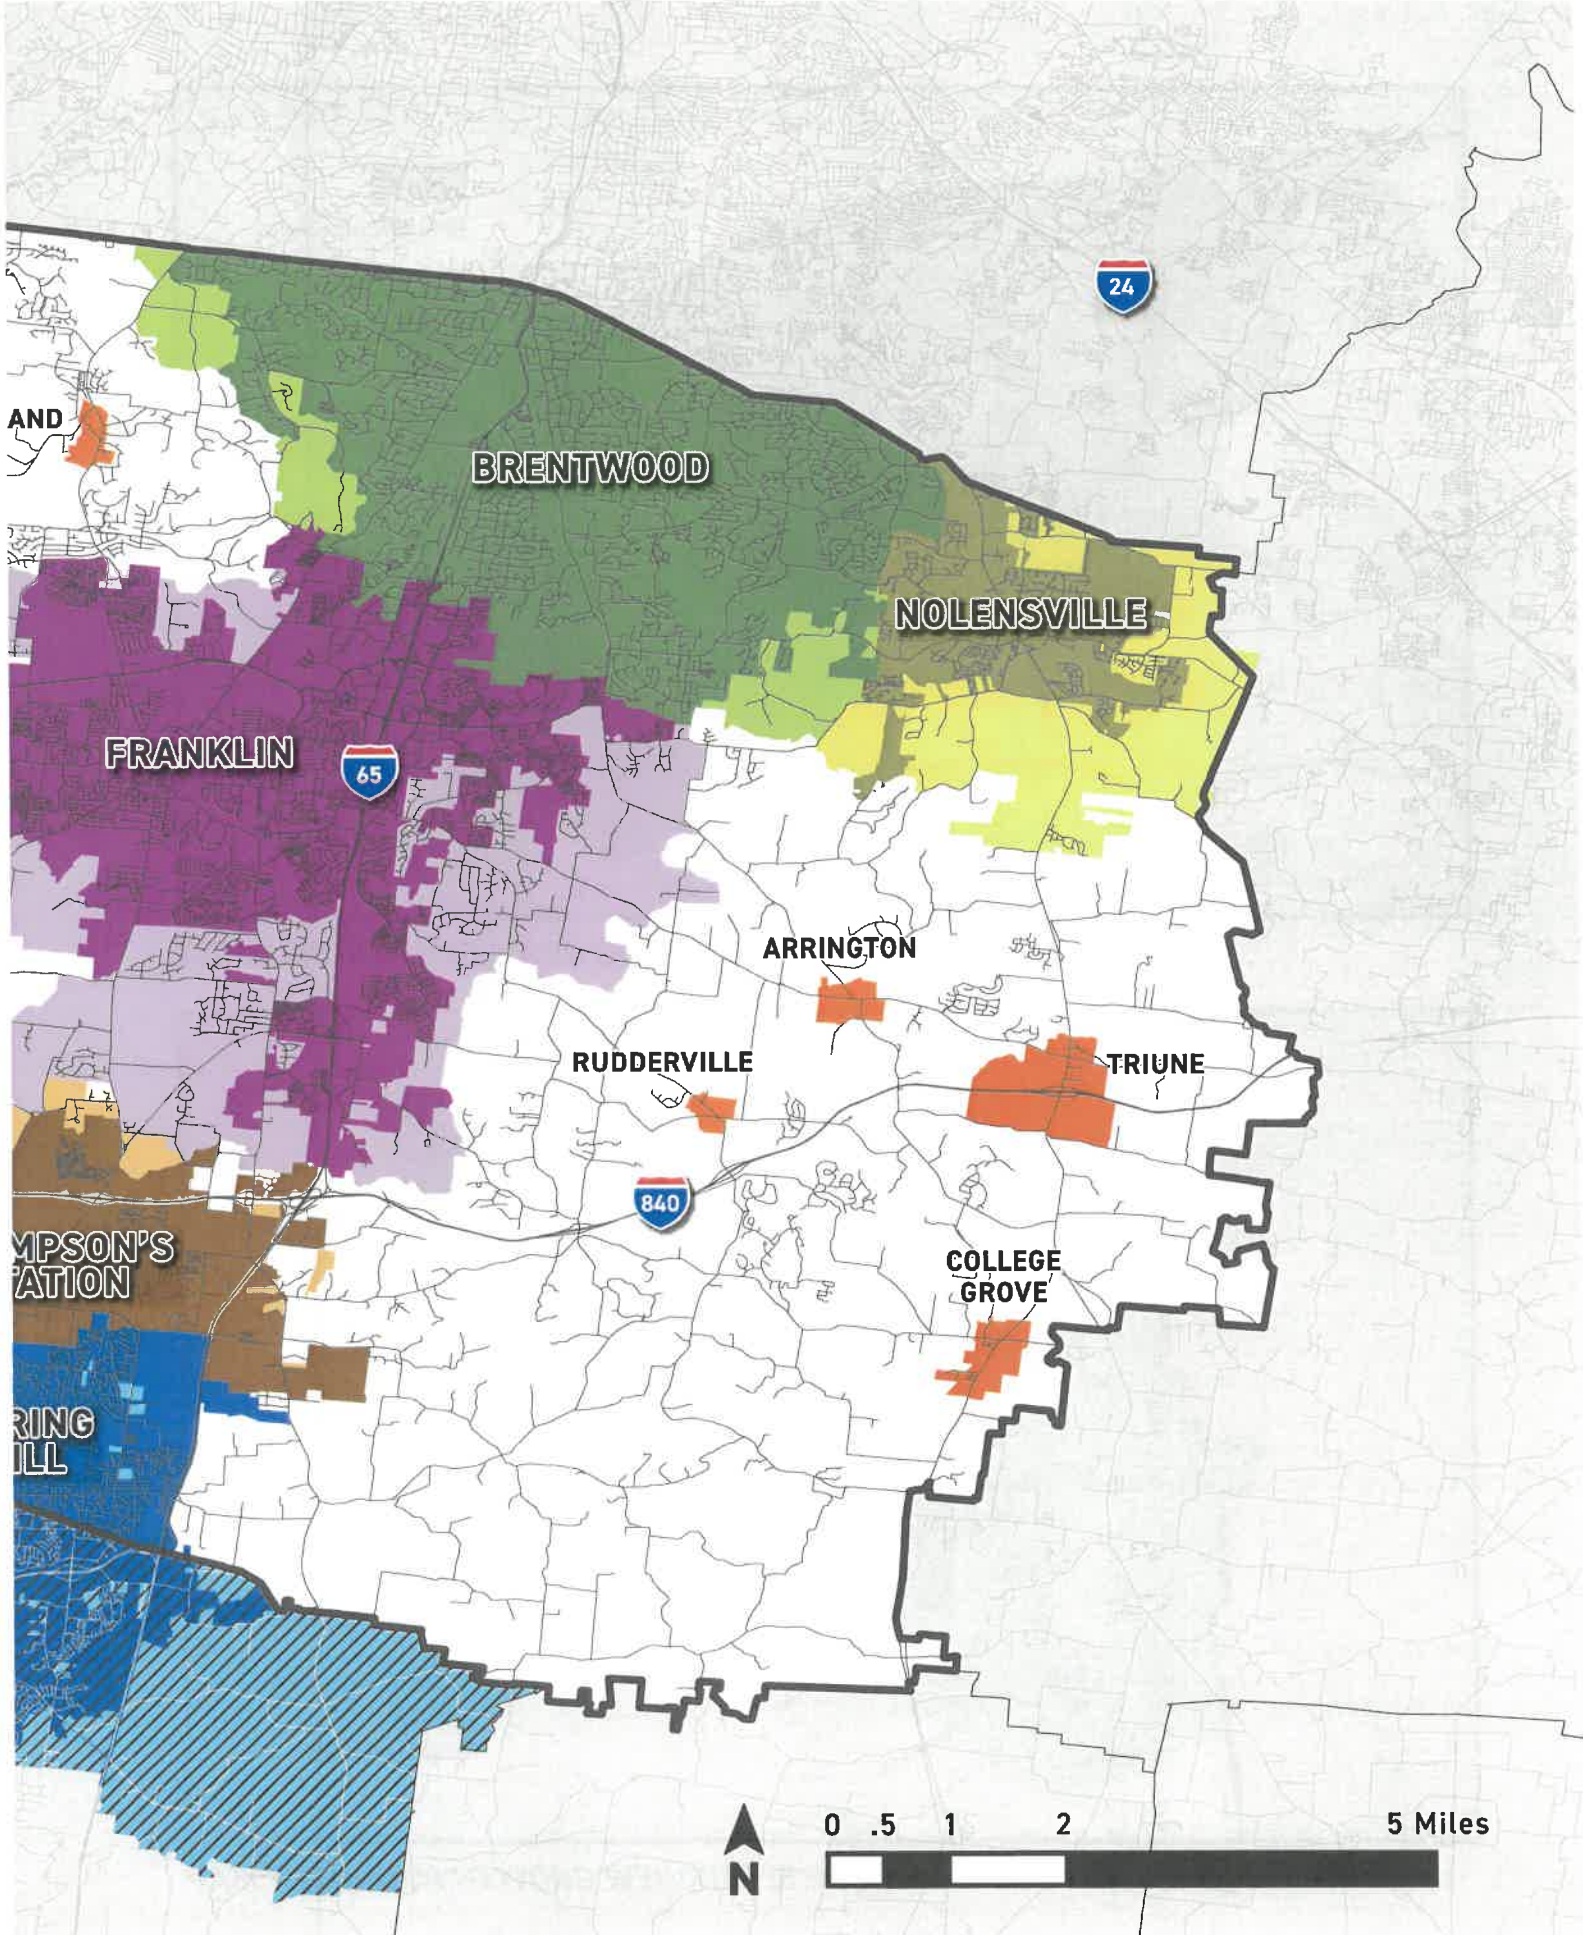 24
AND
BRENTWOOD
NOLENSVILLE
FRANKLIN
65
ARRINGTON
RUDDERVILLE
TRIUNE
840
MPSON'S
TATION
COLLEGE
GROVE
RING
ILL
0 .5 1 2 5 Miles
N